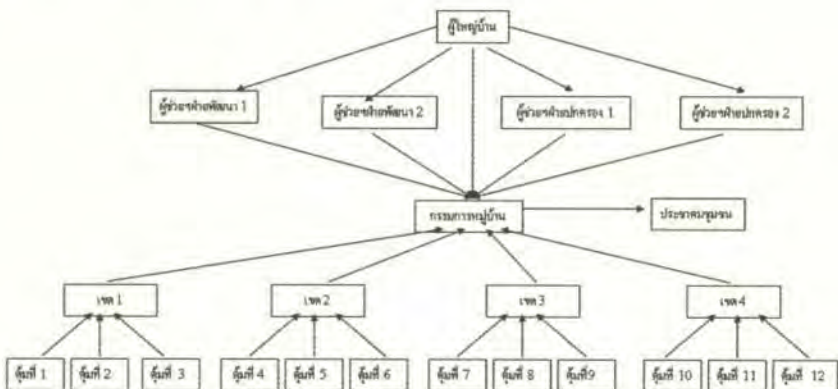 ผู้ใหญ่บ้าน
ผู้ช่วยฯฝ่ายพัฒนา 1
ผู้ช่วยฯฝ่ายพัฒนา 2
ผู้ช่วยฯฝ่ายปกครอง 1
ผู้ช่วยฯฝ่ายปกครอง 2
กรรมการหมู่บ้าน
ประชาคมชุมชน
เขต 1
เขต 2
เขต 3
เขต 4
คุ้มที่ 1
คุ้มที่ 2
คุ้มที่ 3
คุ้มที่ 4
คุ้มที่ 5
คุ้มที่ 6
คุ้มที่ 7
คุ้มที่ 8
คุ้มที่9
คุ้มที่ 10
คุ้มที่ 11
คุ้มที่ 12